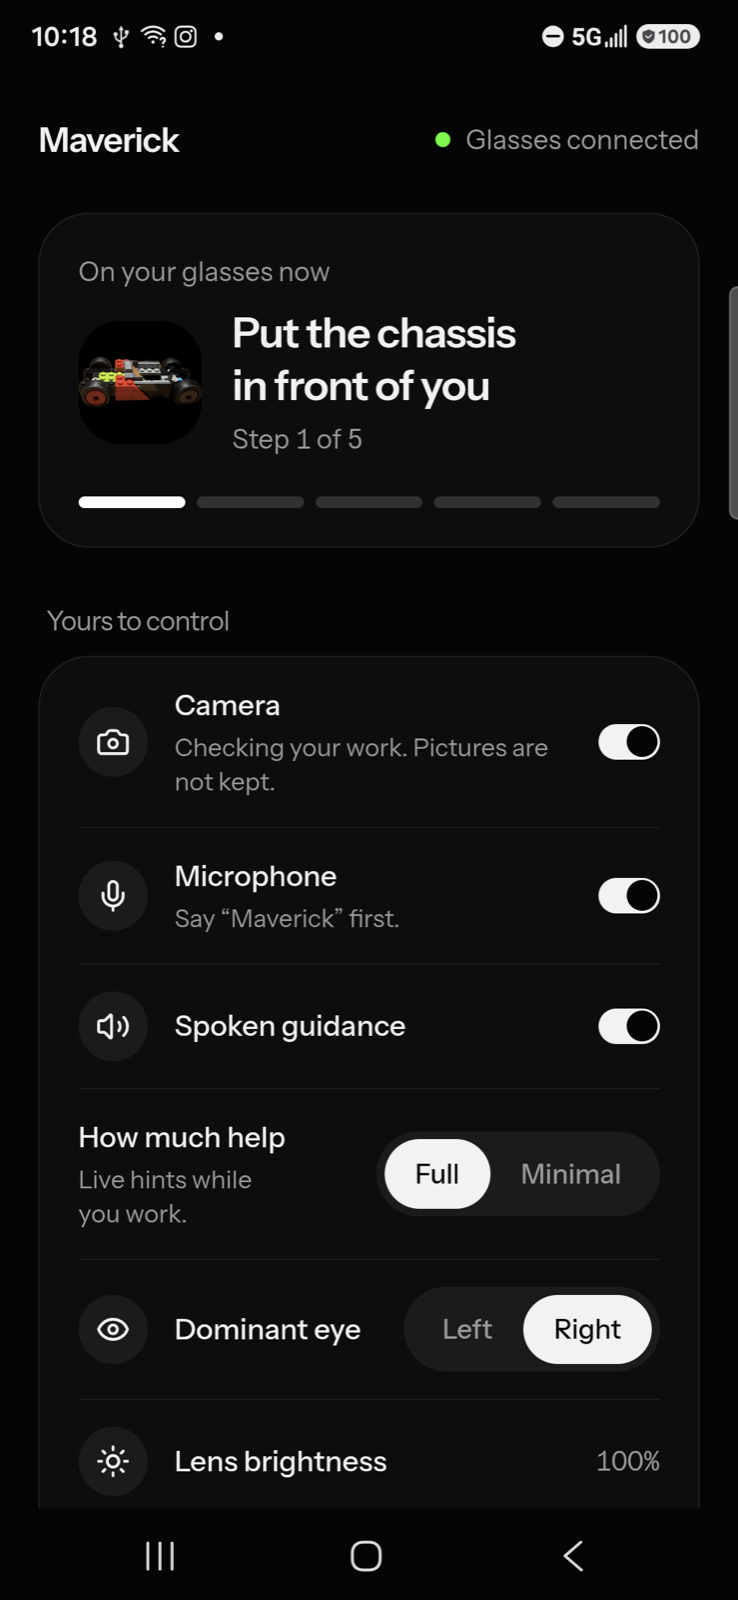 10:18
5G
100
Maverick
Glasses connected
On your glasses now
Put the chassis
in front of you
Step 1 of 5
Yours to control
Camera
Checking your work. Pictures are
not kept.
Microphone
Say “Maverick” first.
Spoken guidance
How much help
Live hints while
you work.
Full
Minimal
Dominant eye
Left
Right
Lens brightness
100%